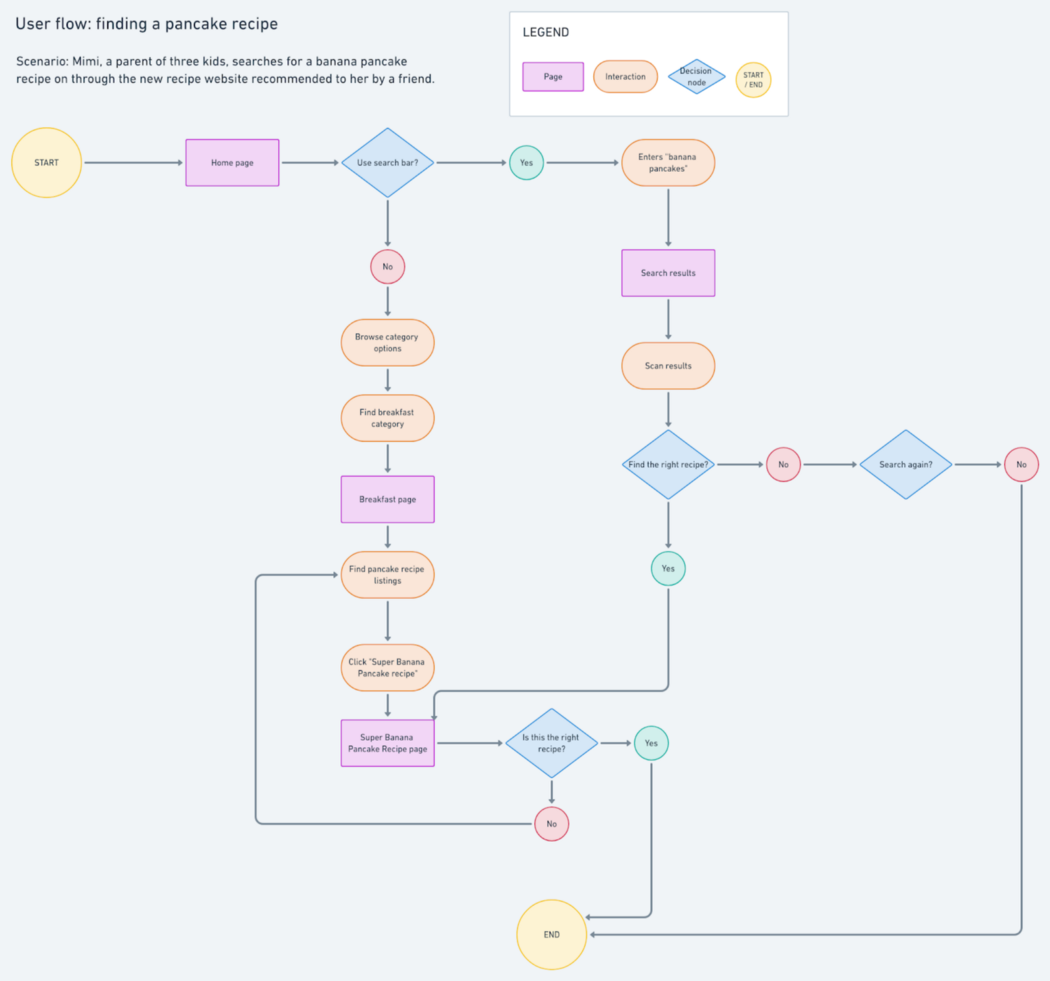 User flow: finding a pancake recipe
Scenario: Mimi, a parent of three kids, searches for a banana pancake
recipe on through the new recipe website recommended to her by a friend.
LEGEND
Page
Interaction
Decision
node
START
/ END
START
Home page
Use search bar?
Yes
Enters "banana
pancakes"
No
Search results
Browse category
options
Scan results
Find breakfast
category
Find the right recipe?
No
Search again?
No
Breakfast page
Find pancake recipe
listings
Yes
Click "Super Banana
Pancake recipe"
Super Banana
Pancake Recipe page
Is this the right
recipe?
Yes
No
END